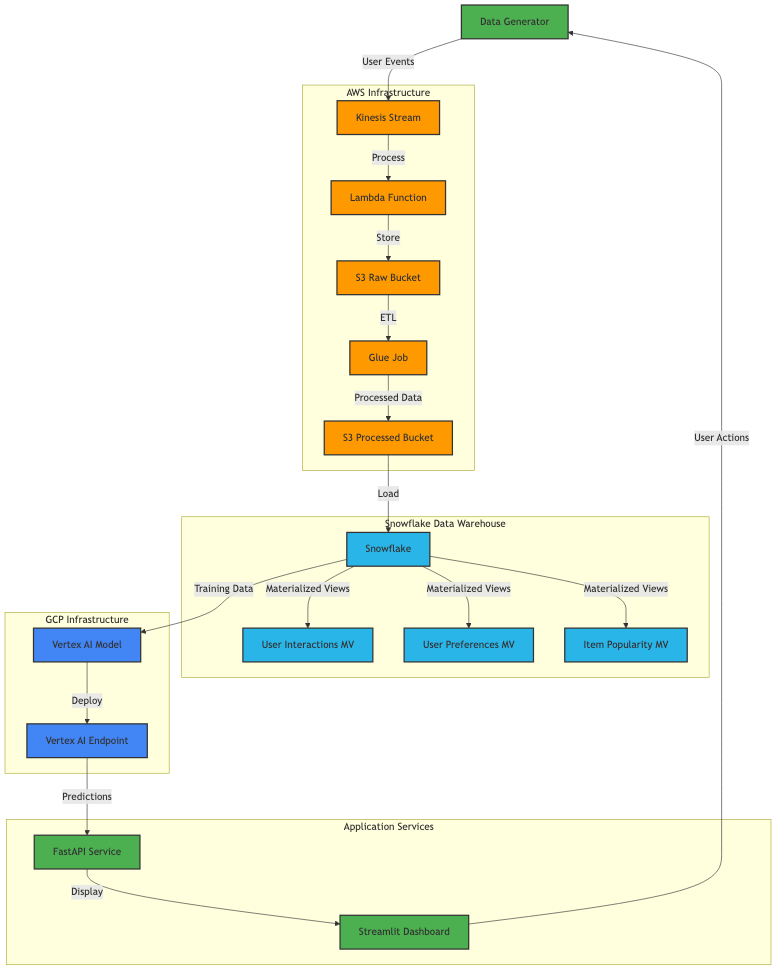 Data Generator
User Events
AWS Infrastructure
Kinesis Stream
Process
Lambda Function
Store
S3 Raw Bucket
ETL
Glue Job
Processed Data
S3 Processed Bucket
User Actions
Load
Snowflake Data Warehouse
Snowflake
Training Data
Materialized Views
Materialized Views
Materialized Views
GCP Infrastructure
Vertex AI Model
User Interactions MV
User Preferences MV
Item Popularity MV
Deploy
Vertex AI Endpoint
Predictions
Application Services
FastAPI Service
Display
Streamlit Dashboard